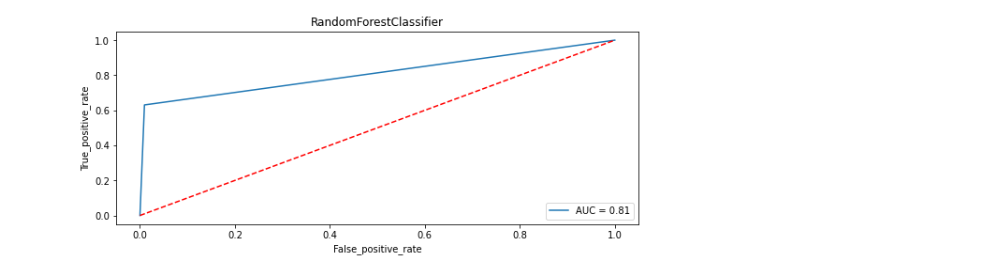 RandomForestClassifier
1.0
0.8
0.6
0.4
0.2
0.0
True_positive_rate
AUC = 0.81
0.0 0.2 0.4 0.6 0.8 1.0
False_positive_rate